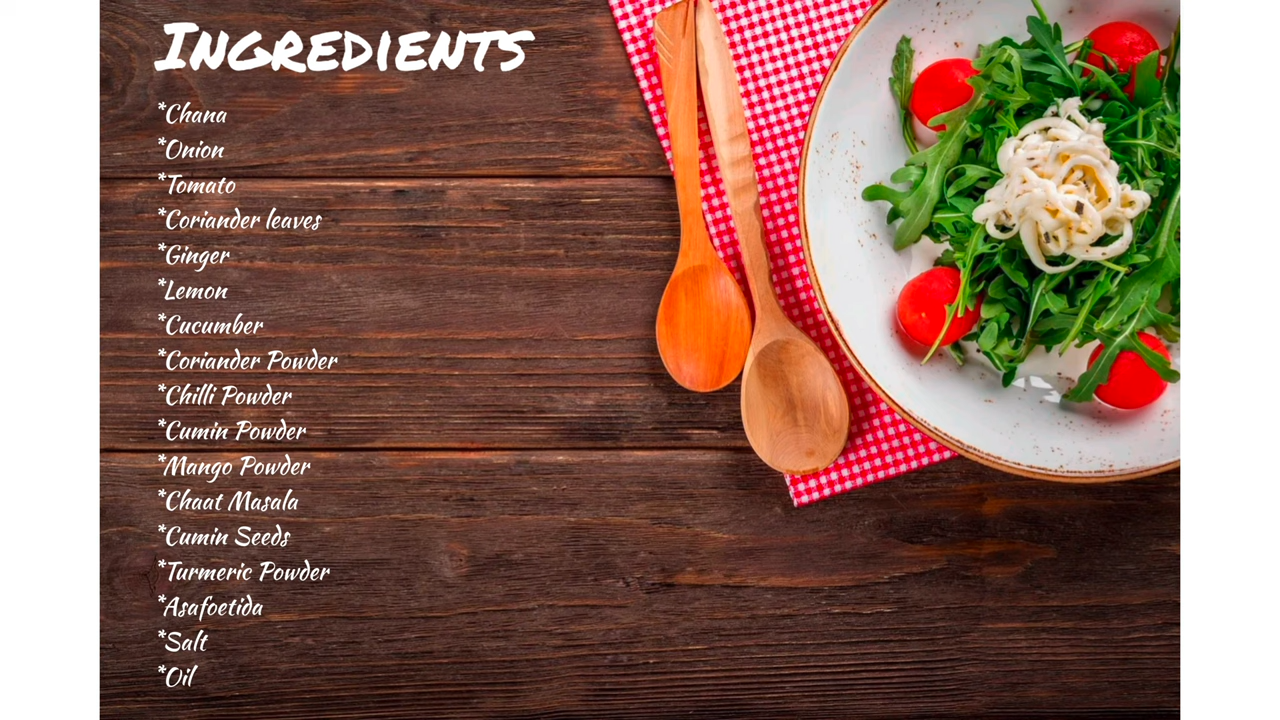 Ingredients
*Chana
*Onion
*Tomato
*Coriander leaves
*Ginger
*Lemon
*Cucumber
*Coriander Powder
*Chilli Powder
*Cumin Powder
*Mango Powder
*Chaat Masala
*Cumin Seeds
*Turmeric Powder
*Asafoetida
*Salt
*Oil